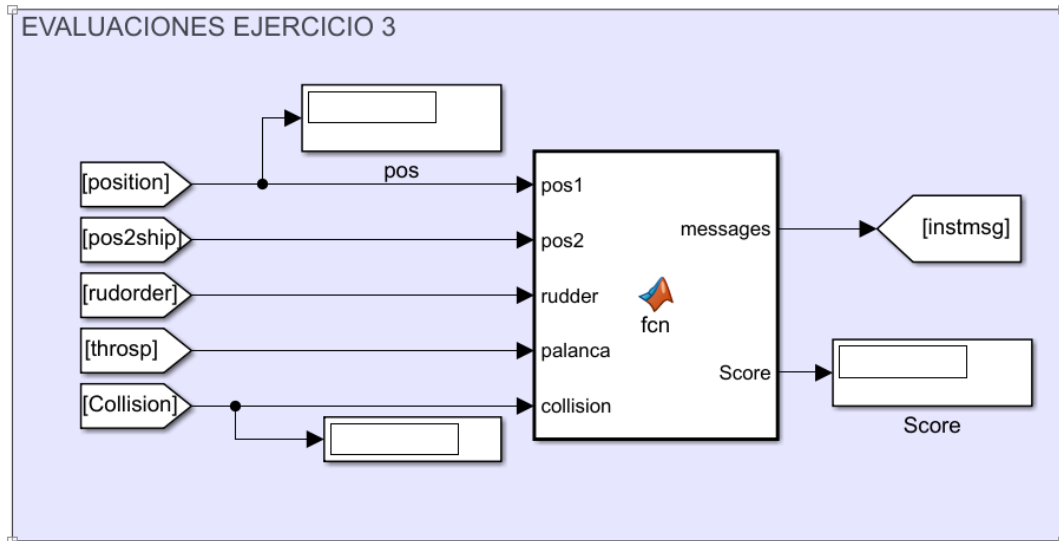 EVALUACIONES EJERCICIO 3
pos
[position]
[pos2ship]
[rudorder]
[throsp]
[Collision]
pos1
pos2
rudder
palanca
collision
fcn
messages
Score
[instmsg]
Score